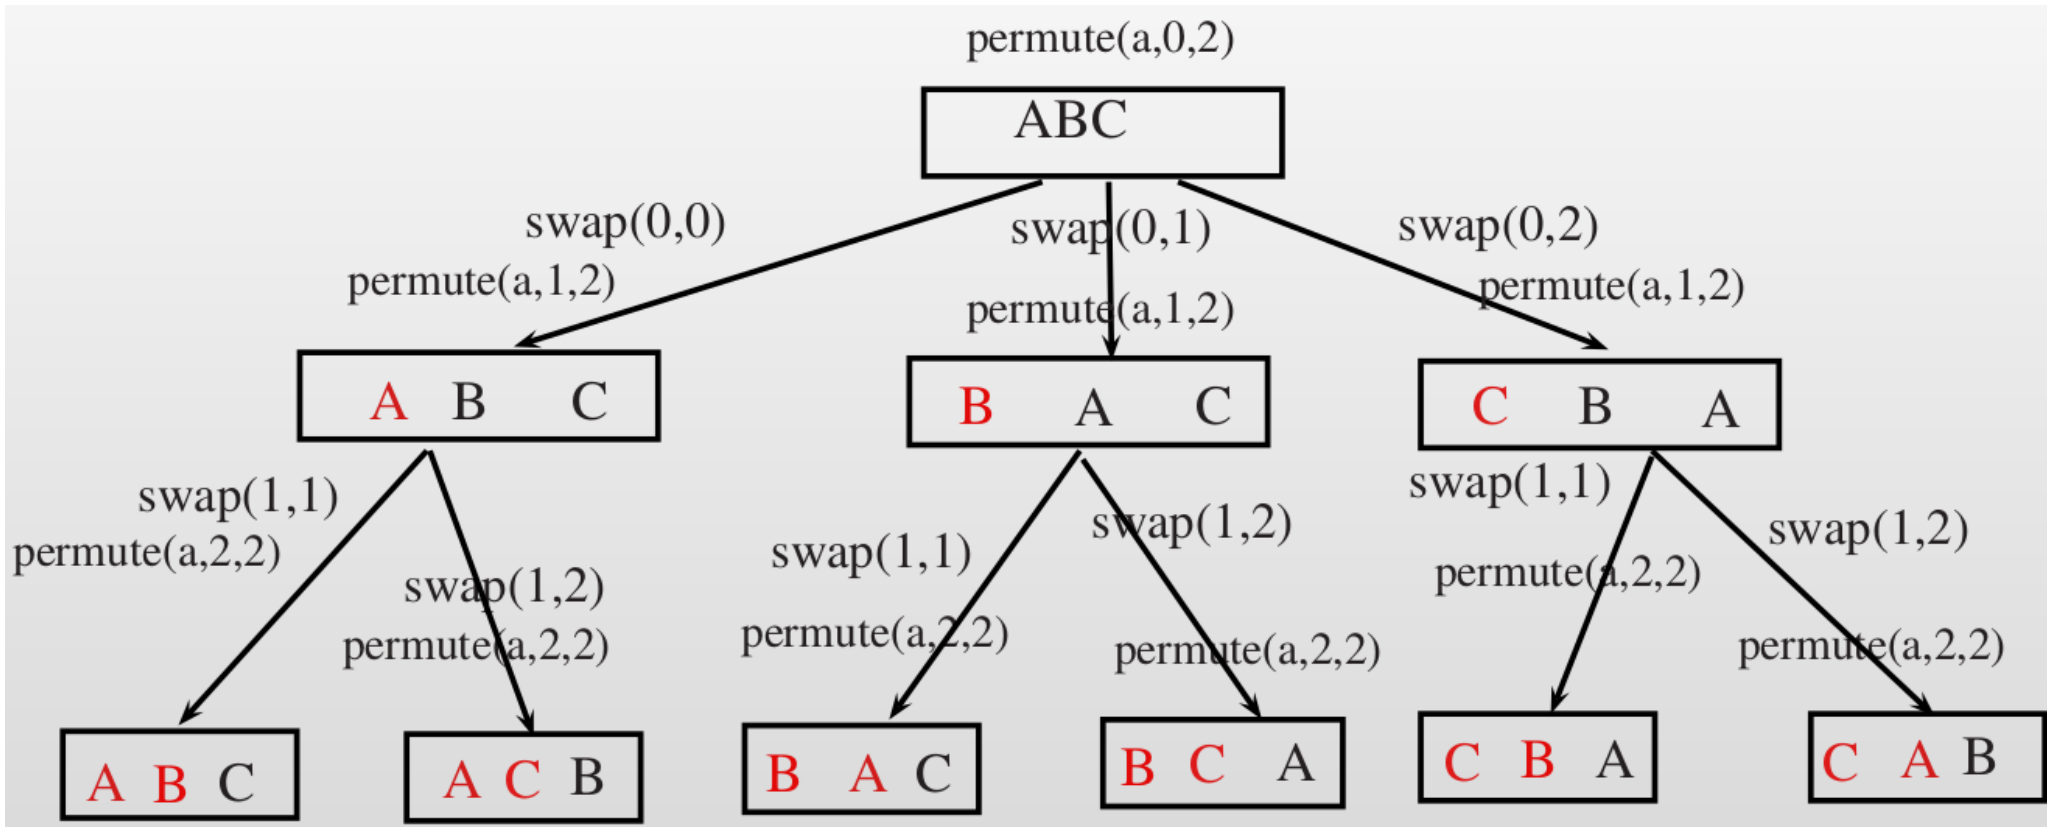 permute(a,0,2)
ABC
swap(0,0)
swap(0,1)
swap(0,2)
permute(a,1,2)
permute(a,1,2)
permute(a,1,2)
A B C
B A C
C B A
swap(1,1)
permute(a,2,2)
swap(1,2)
permute(a,2,2)
swap(1,1)
permute(a,2,2)
swap(1,2)
permute(a,2,2)
swap(1,1)
permute(a,2,2)
swap(1,2)
permute(a,2,2)
A B C
A C B
B A C
B C A
C B A
C A B